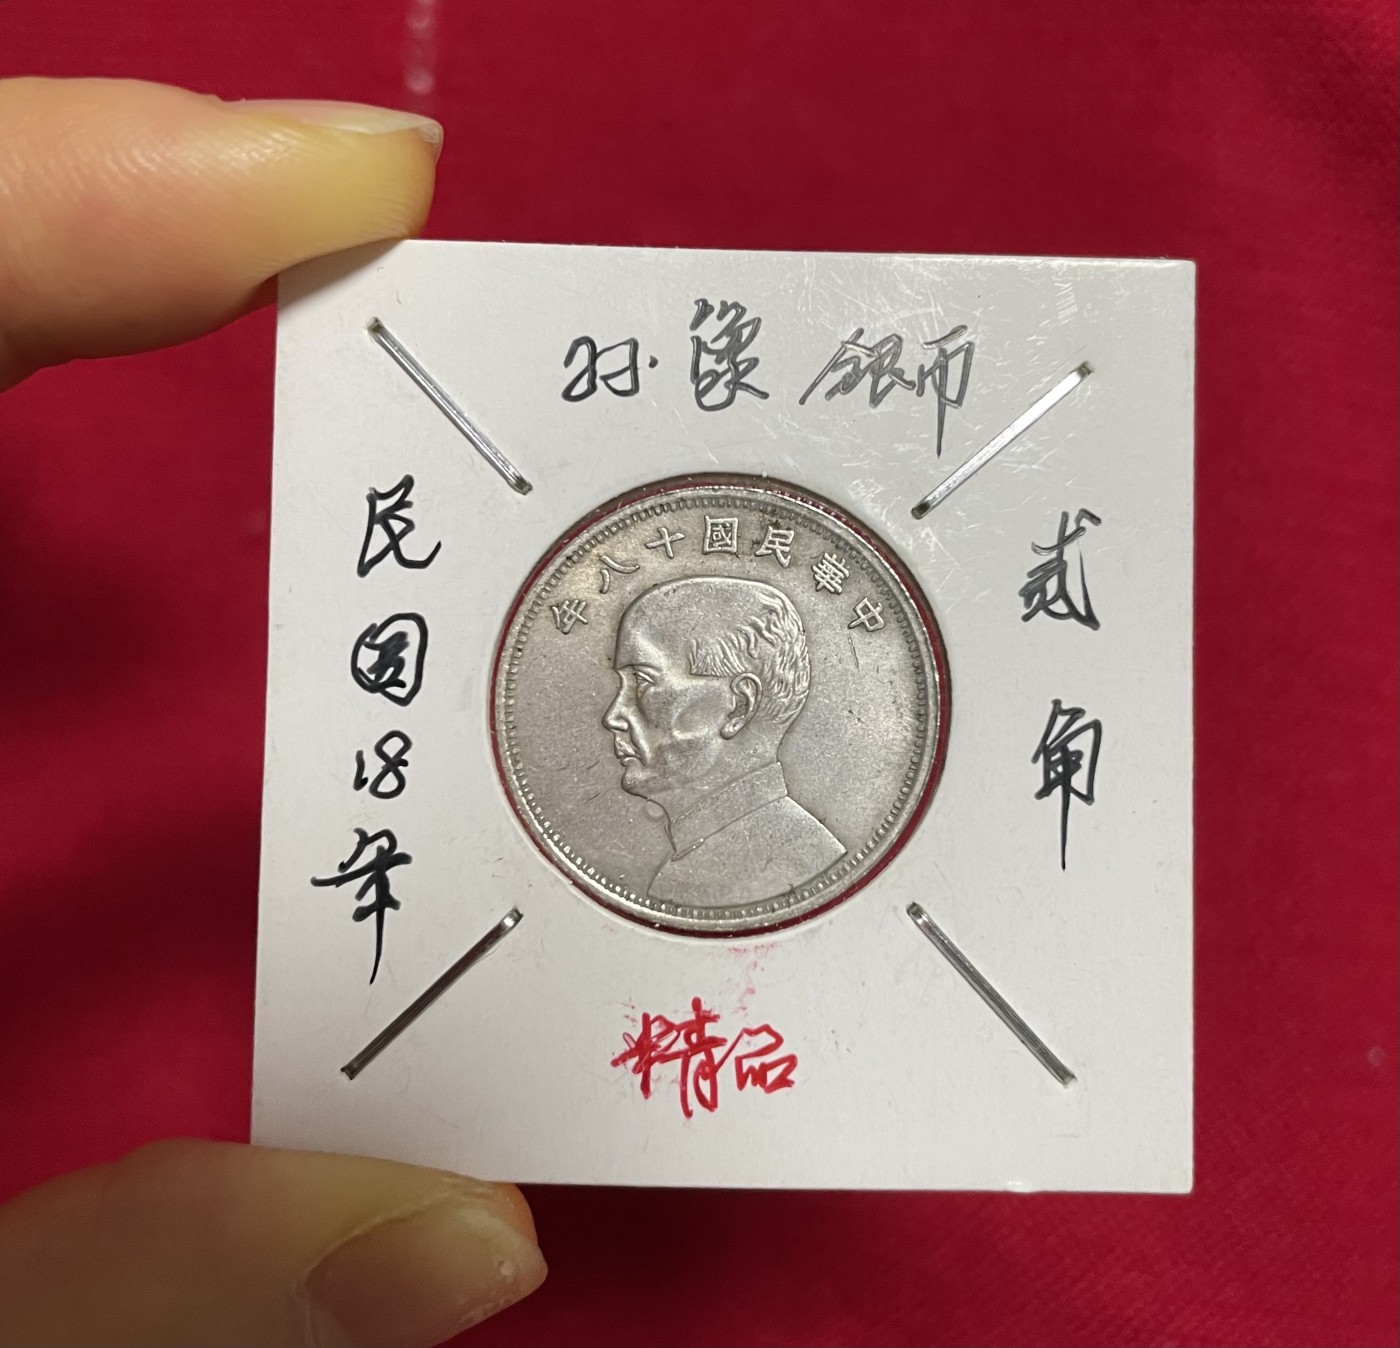 孙像银币
民国18年
贰角
中華民國十八年
精品